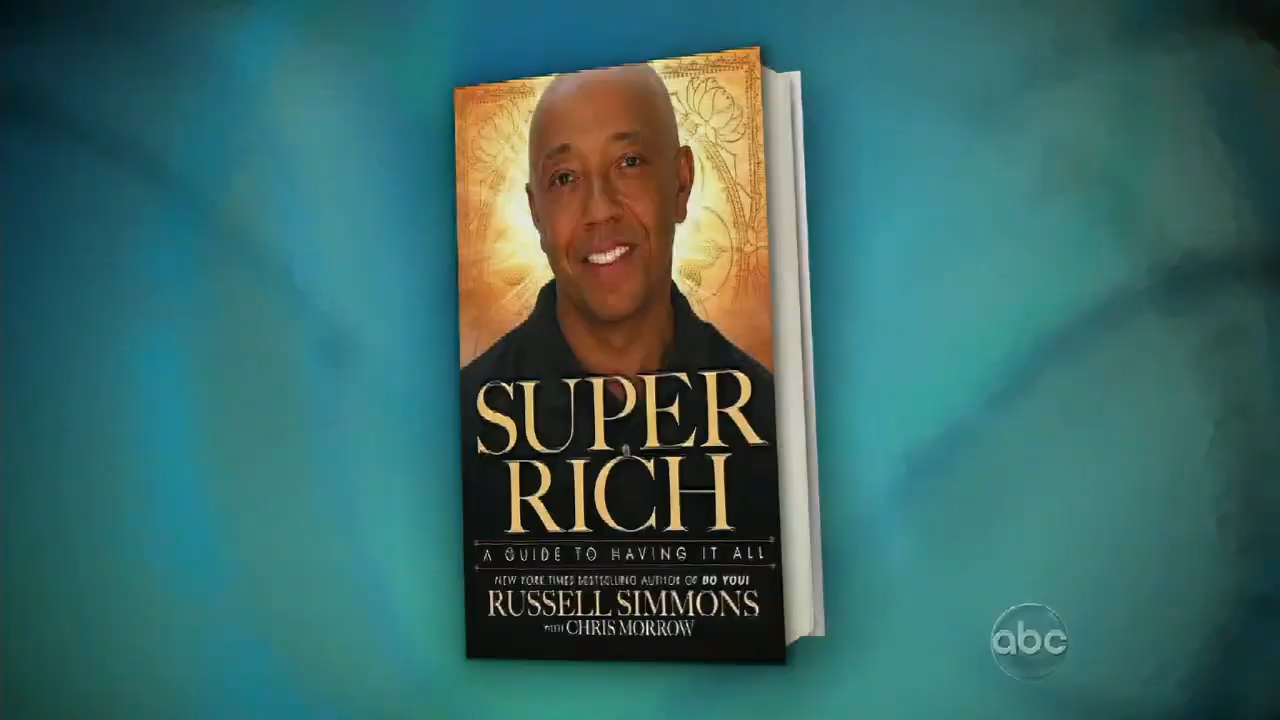 SUPER
RICH
A GUIDE TO HAVING IT ALL
NEW YORK TIMES BESTSELLING AUTHOR OF DO YOU!
RUSSELL SIMMONS
WITH CHRIS MORROW
abc